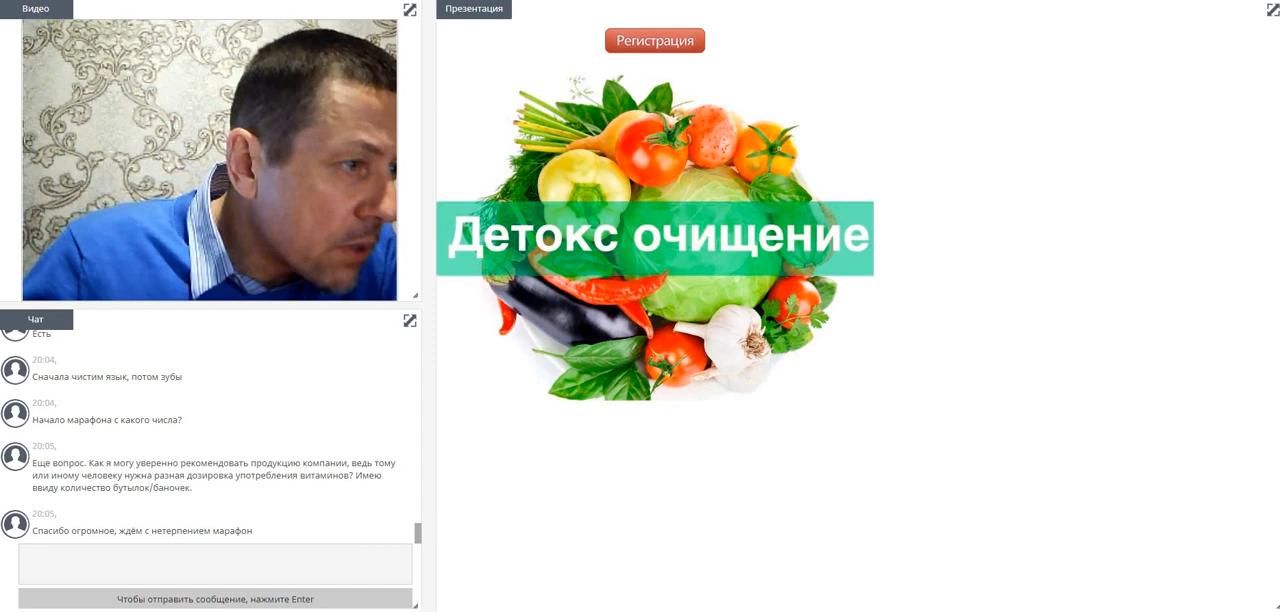 Видео
Презентация
Регистрация
Детокс очищение
Чат
Есть
20:04,
Сначала чистим язык, потом зубы
20:04,
Начало марафона с какого числа?
20:05,
Еще вопрос. Как я могу уверенно рекомендовать продукцию компании, ведь тому
или иному человеку нужна разная дозировка употребления витаминов? Имею
ввиду количество бутылок/баночек.
20:05,
Спасибо огромное, ждём с нетерпением марафон
Чтобы отправить сообщение, нажмите Enter